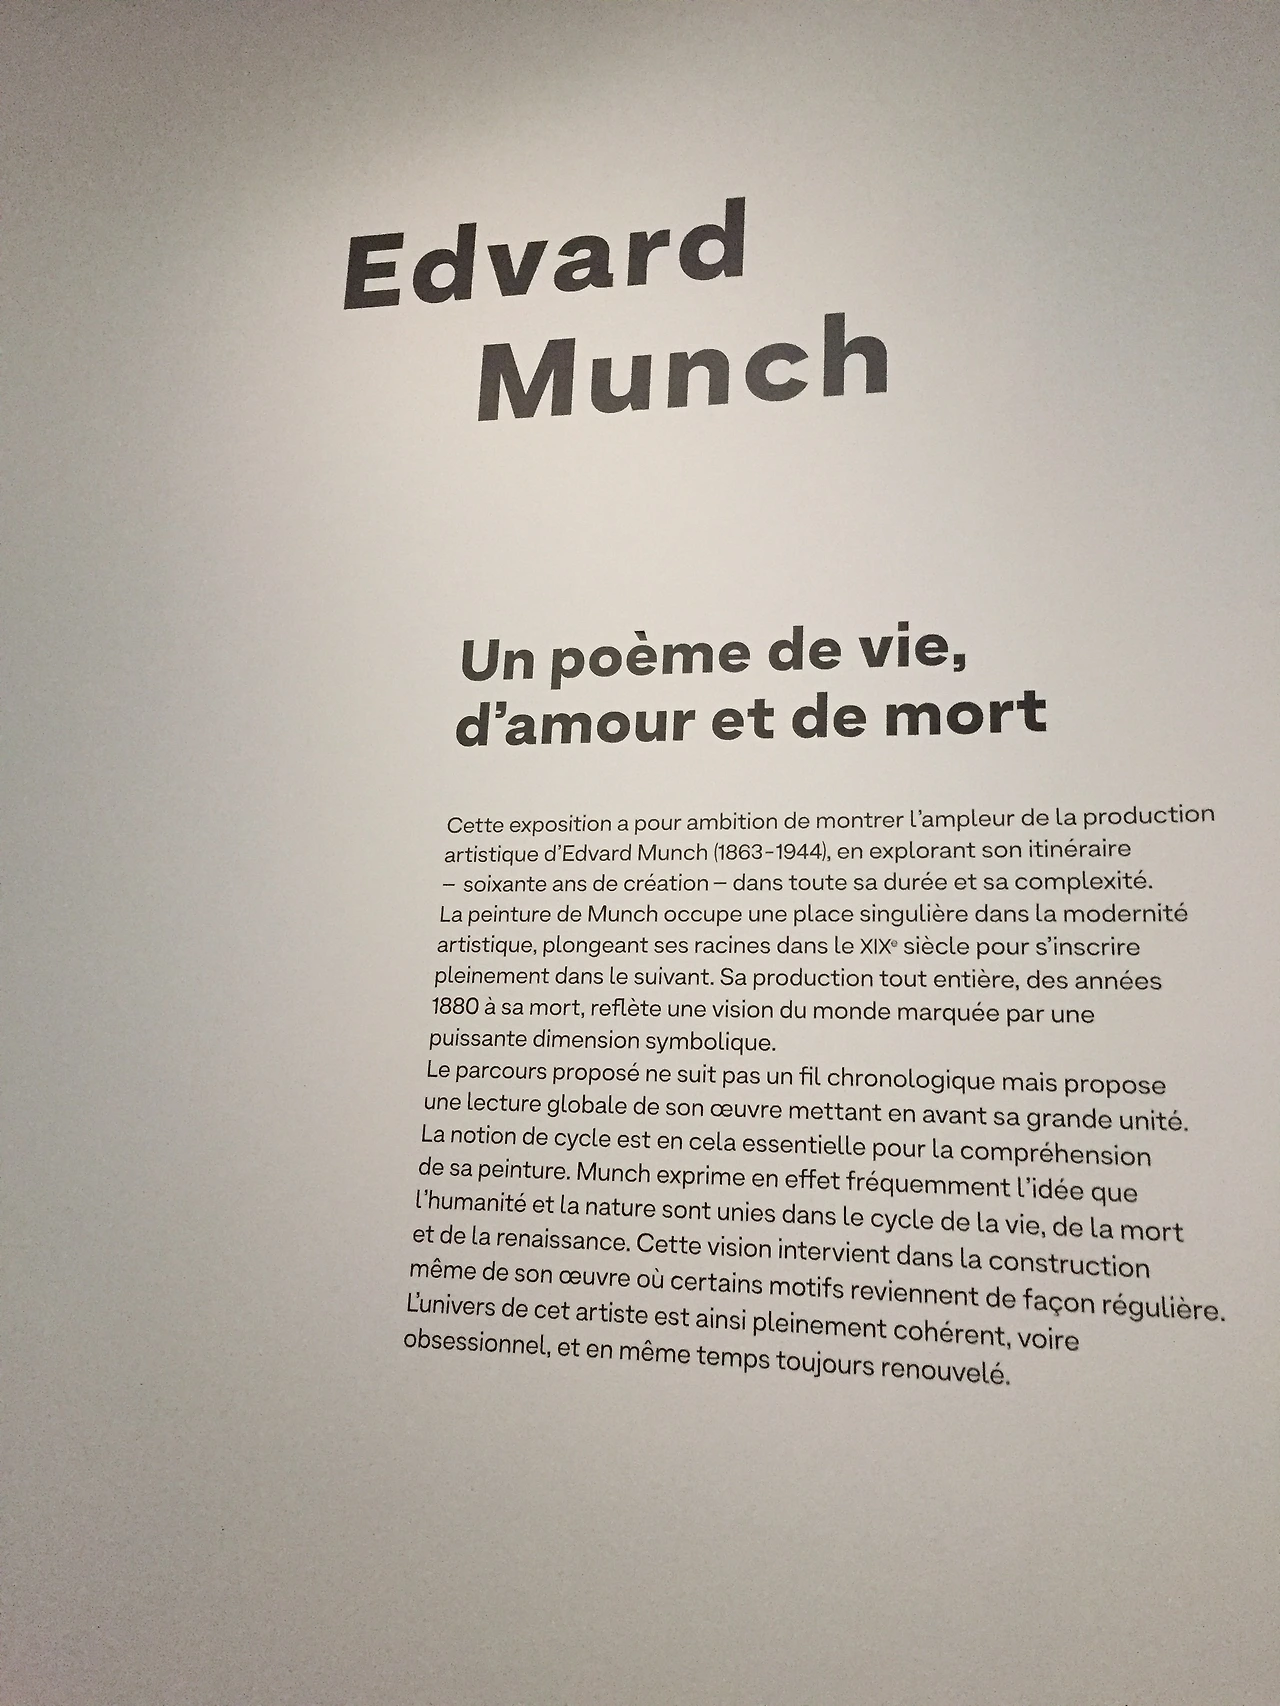 Edvard
Munch
Un poème de vie,
d’amour et de mort
Cette exposition a pour ambition de montrer l’ampleur de la production
artistique d’Edvard Munch (1863-1944), en explorant son itinéraire
– soixante ans de création – dans toute sa durée et sa complexité.
La peinture de Munch occupe une place singulière dans la modernité
artistique, plongeant ses racines dans le XIXᵉ siècle pour s’inscrire
pleinement dans le suivant. Sa production tout entière, des années
1880 à sa mort, reflète une vision du monde marquée par une
puissante dimension symbolique.
Le parcours proposé ne suit pas un fil chronologique mais propose
une lecture globale de son œuvre mettant en avant sa grande unité.
La notion de cycle est en cela essentielle pour la compréhension
de sa peinture. Munch exprime en effet fréquemment l’idée que
l’humanité et la nature sont unies dans le cycle de la vie, de la mort
et de la renaissance. Cette vision intervient dans la construction
même de son œuvre où certains motifs reviennent de façon régulière.
L’univers de cet artiste est ainsi pleinement cohérent, voire
obsessionnel, et en même temps toujours renouvelé.